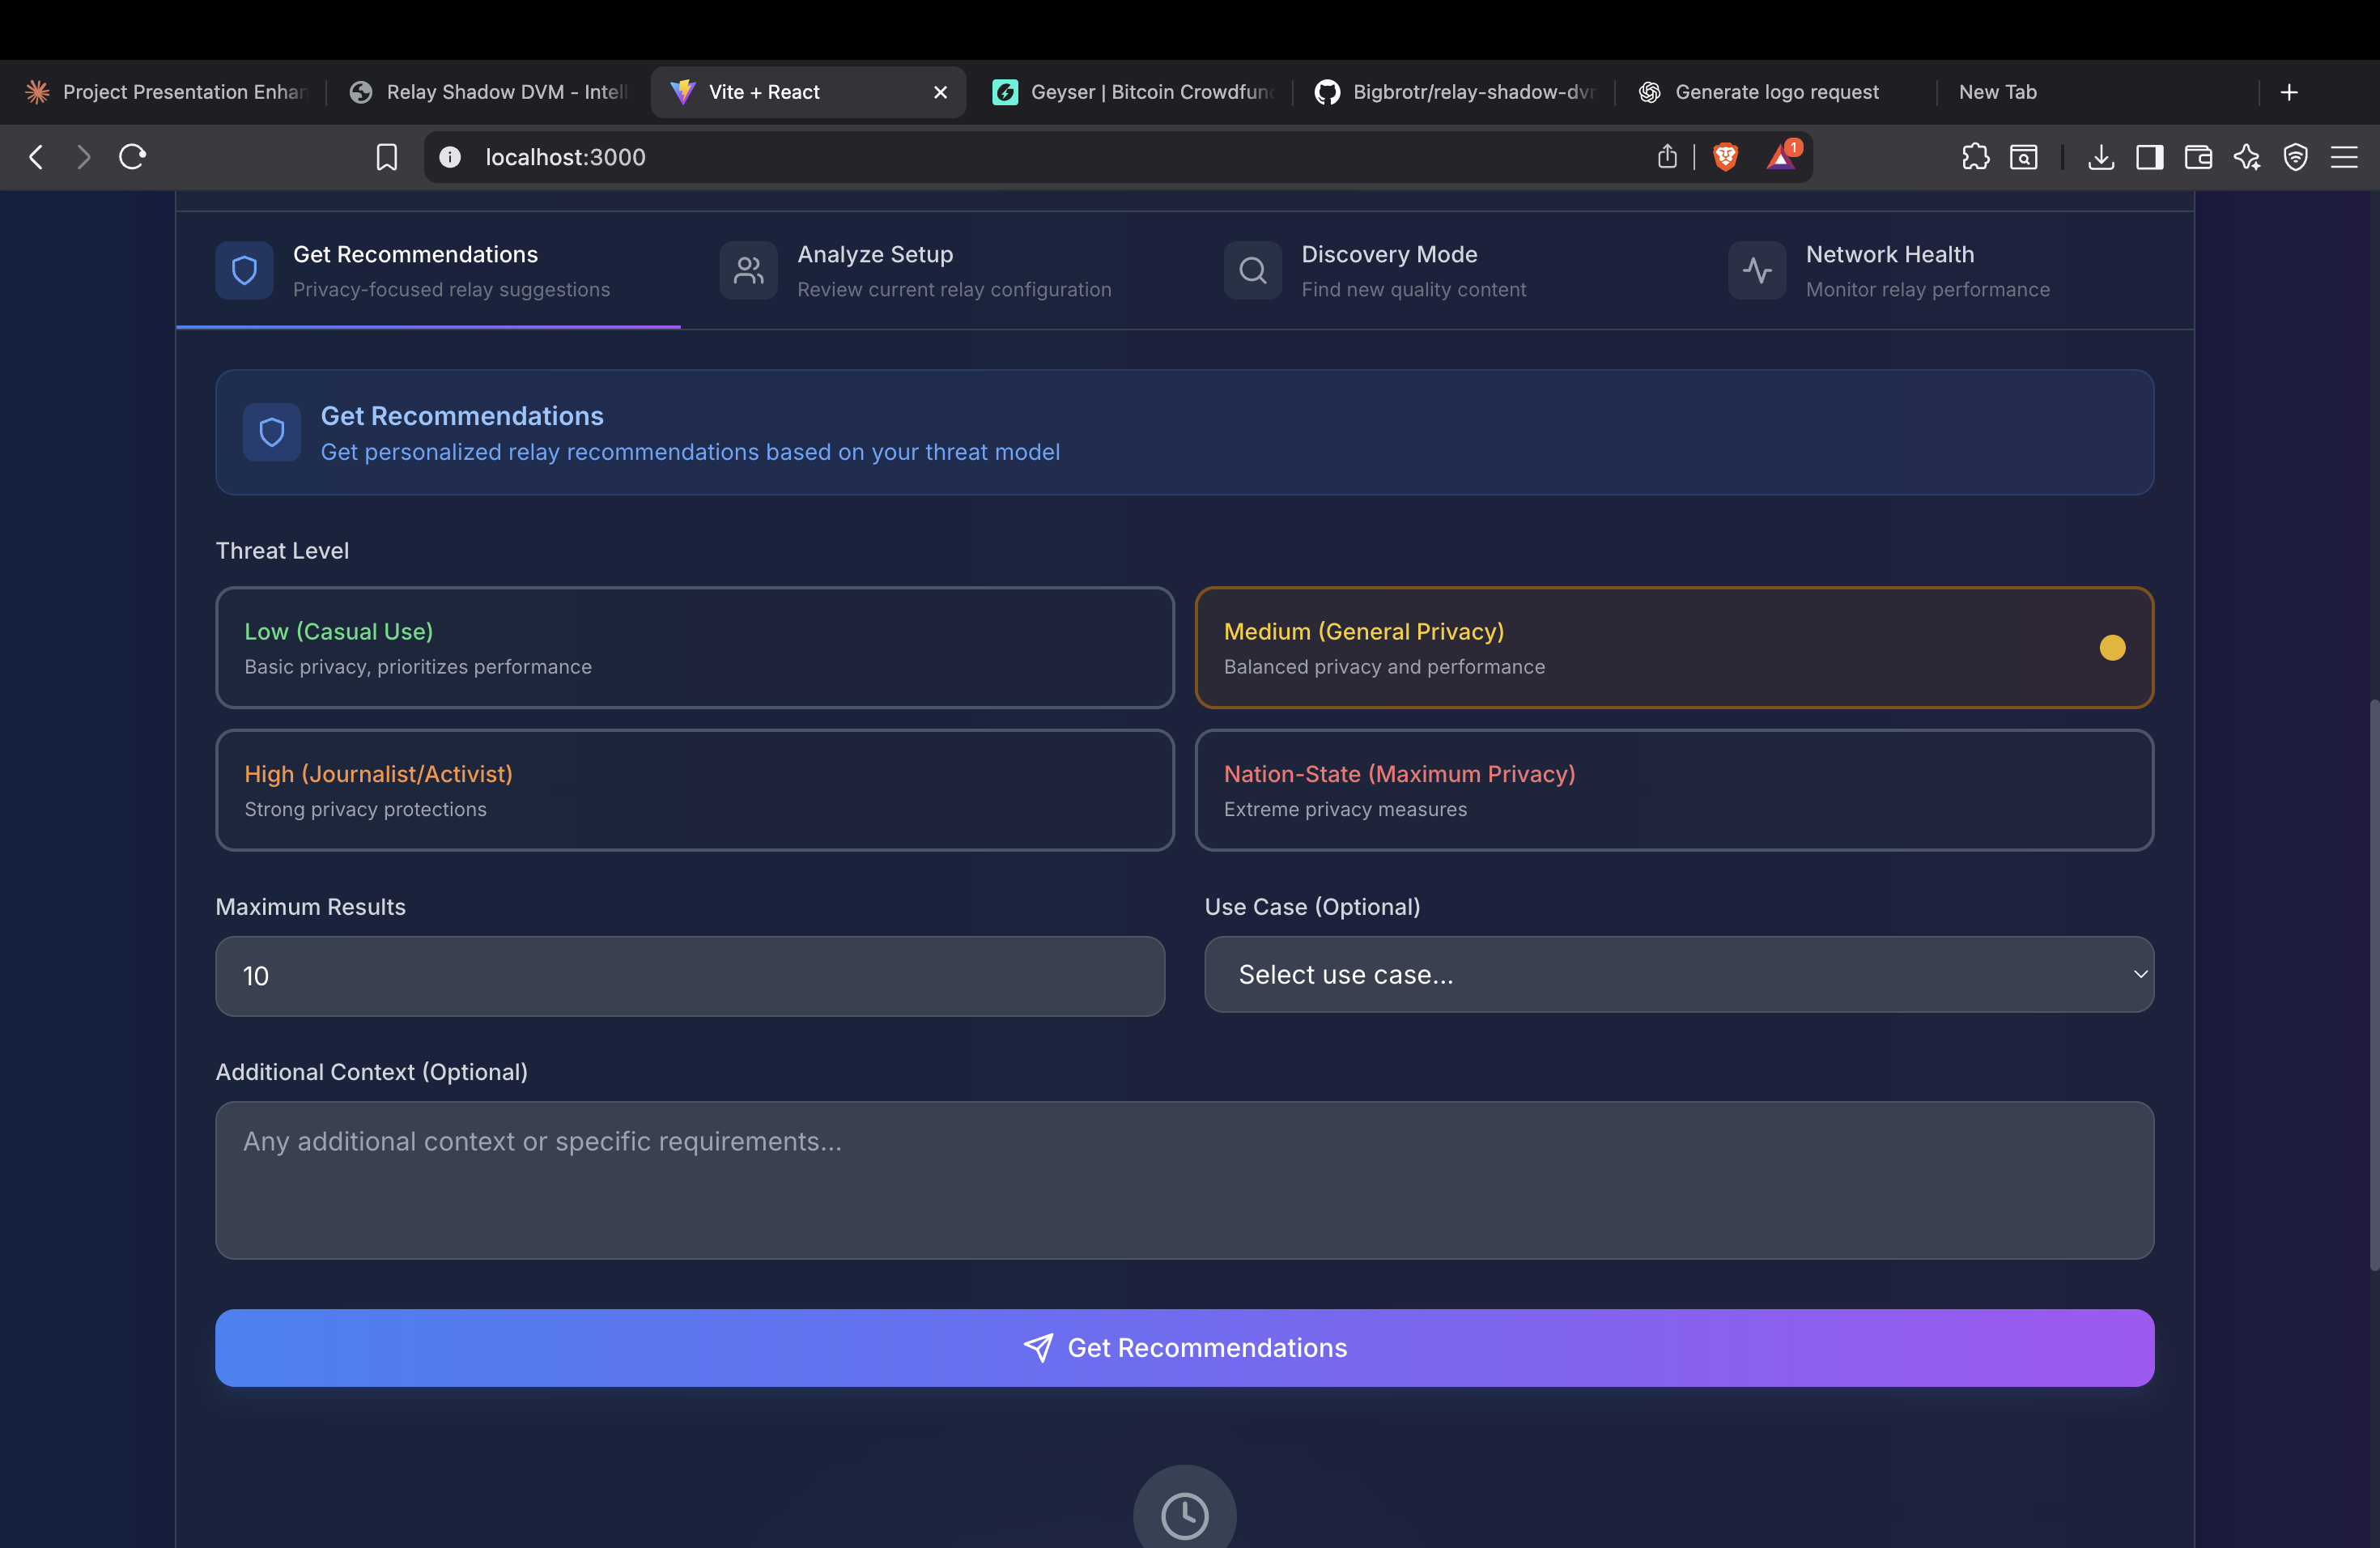 Project Presentation Enhan
Relay Shadow DVM - Intell
Vite + React
Geyser | Bitcoin Crowdfund
Bigbrotr/relay-shadow-dvm
Generate logo request
New Tab
localhost:3000
1
Get Recommendations
Privacy-focused relay suggestions
Analyze Setup
Review current relay configuration
Discovery Mode
Find new quality content
Network Health
Monitor relay performance
Get Recommendations
Get personalized relay recommendations based on your threat model
Threat Level
Low (Casual Use)
Basic privacy, prioritizes performance
Medium (General Privacy)
Balanced privacy and performance
High (Journalist/Activist)
Strong privacy protections
Nation-State (Maximum Privacy)
Extreme privacy measures
Maximum Results
10
Use Case (Optional)
Select use case...
Additional Context (Optional)
Any additional context or specific requirements...
Get Recommendations